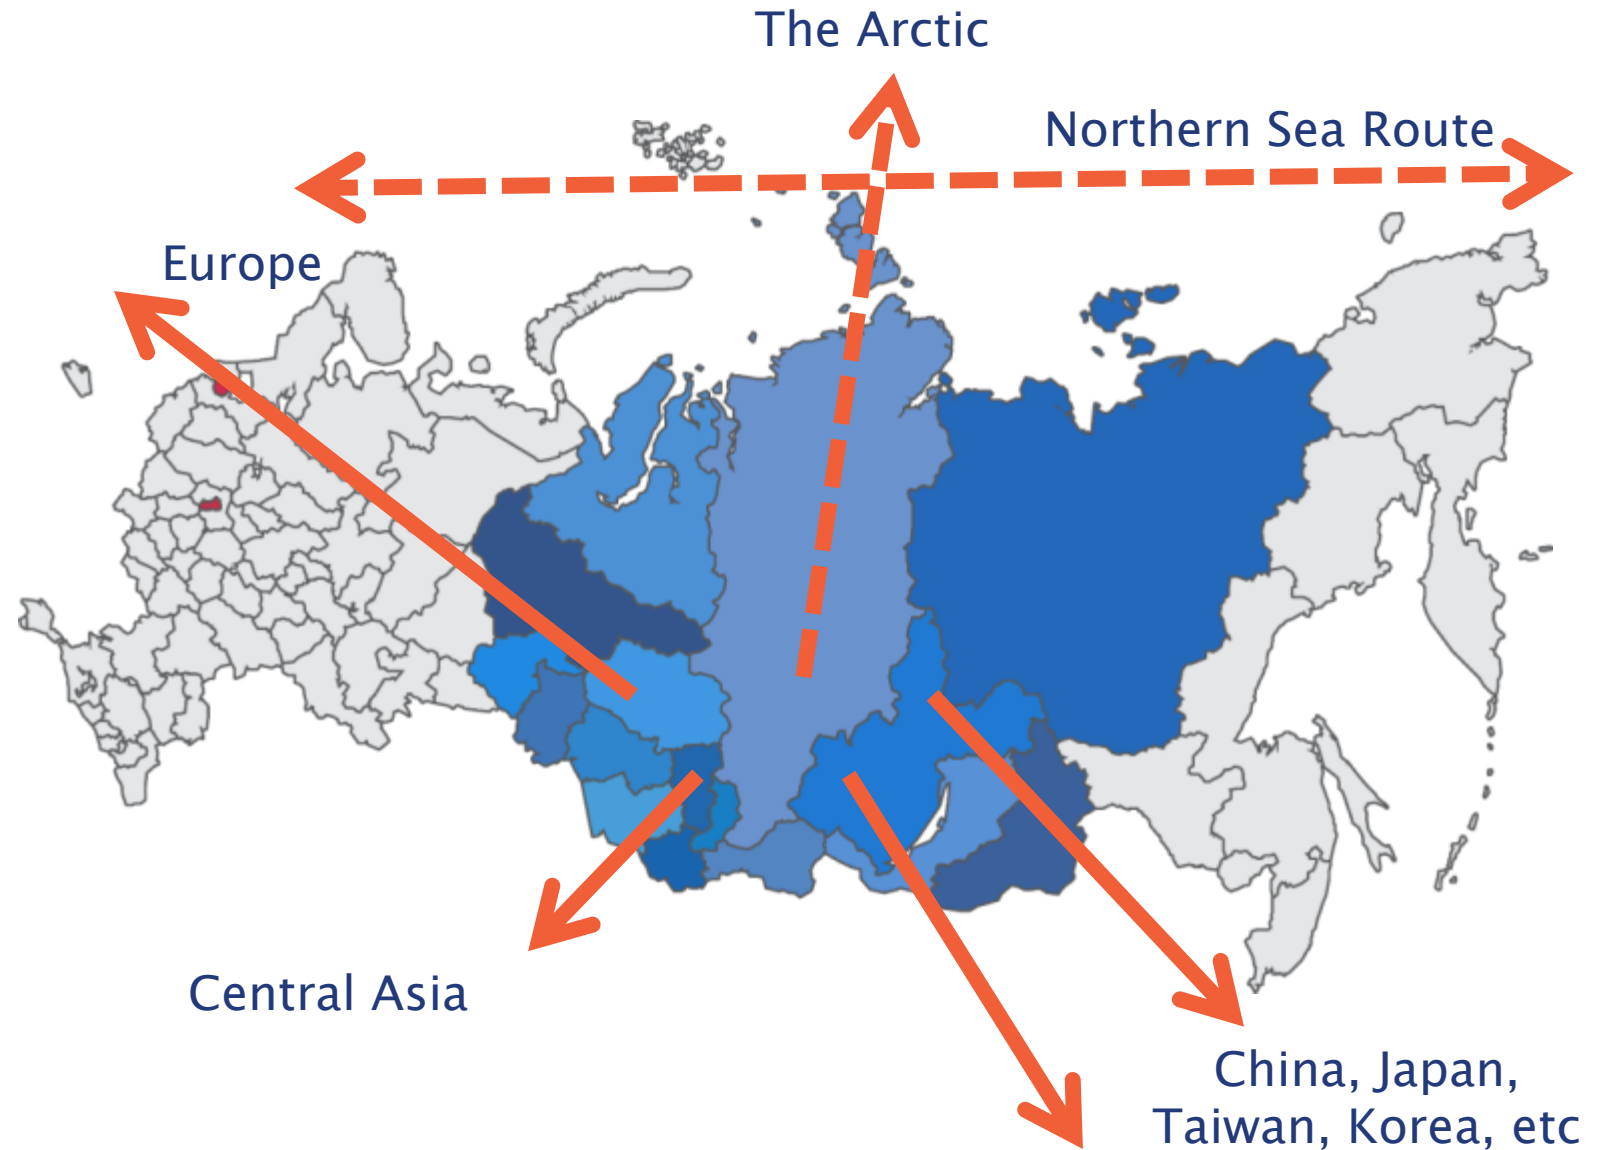 The Arctic
Northern Sea Route
Europe
Central Asia
China, Japan,
Taiwan, Korea, etc